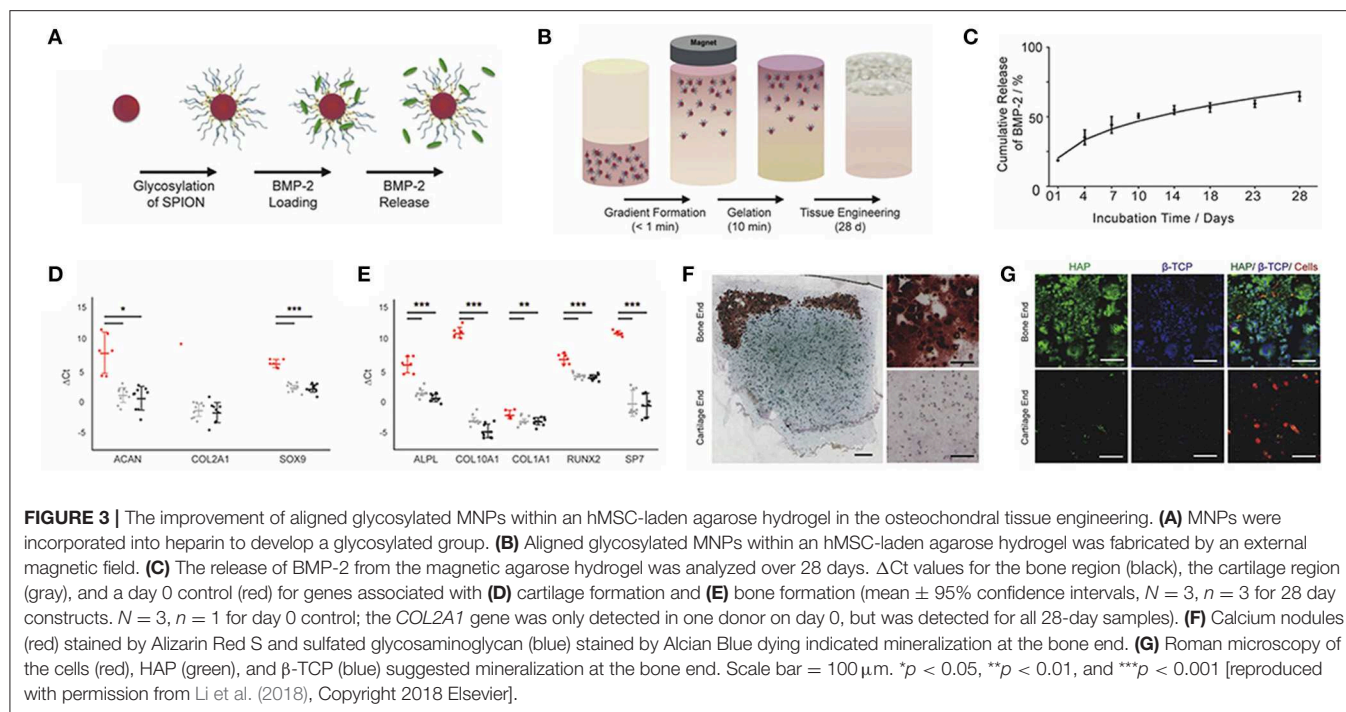 A
Glycosylation
of SPION
BMP-2
Loading
BMP-2
Release
B
Magnet
Gradient Formation
(< 1 min)
Gelation
(10 min)
Tissue Engineering
(28 d)
C
Cumulative Release
of BMP-2 / %
100
50
0
0 1 4 7 10 14 18 23 28
Incubation Time / Days
D
ΔCt
15
10
5
0
-5
*
***
ACAN COL2A1 SOX9
E
ΔCt
15
10
5
0
-5
*** *** ** *** ***
ALPL COL10A1 COL1A1 RUNX2 SP7
F
Bone End
Cartilage End
G
HAP β-TCP HAP/ β-TCP/ Cells
Bone End
Cartilage End
FIGURE 3 | The improvement of aligned glycosylated MNPs within an hMSC-laden agarose hydrogel in the osteochondral tissue engineering. (A) MNPs were
incorporated into heparin to develop a glycosylated group. (B) Aligned glycosylated MNPs within an hMSC-laden agarose hydrogel was fabricated by an external
magnetic field. (C) The release of BMP-2 from the magnetic agarose hydrogel was analyzed over 28 days. ΔCt values for the bone region (black), the cartilage region
(gray), and a day 0 control (red) for genes associated with (D) cartilage formation and (E) bone formation (mean ± 95% confidence intervals, N = 3, n = 3 for 28 day
constructs. N = 3, n = 1 for day 0 control; the COL2A1 gene was only detected in one donor on day 0, but was detected for all 28-day samples). (F) Calcium nodules
(red) stained by Alizarin Red S and sulfated glycosaminoglycan (blue) stained by Alcian Blue dying indicated mineralization at the bone end. (G) Roman microscopy of
the cells (red), HAP (green), and β-TCP (blue) suggested mineralization at the bone end. Scale bar = 100 μm. *p < 0.05, **p < 0.01, and ***p < 0.001 [reproduced
with permission from Li et al. (2018), Copyright 2018 Elsevier].